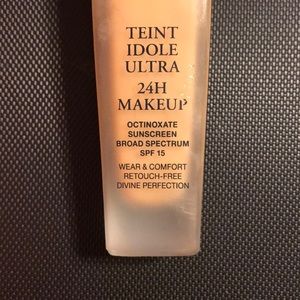 TEINT
IDOLE
ULTRA
24H
MAKEUP
OCTINOXATE
SUNSCREEN
BROAD SPECTRUM
SPF 15
WEAR & COMFORT
RETOUCH-FREE
DIVINE PERFECTION